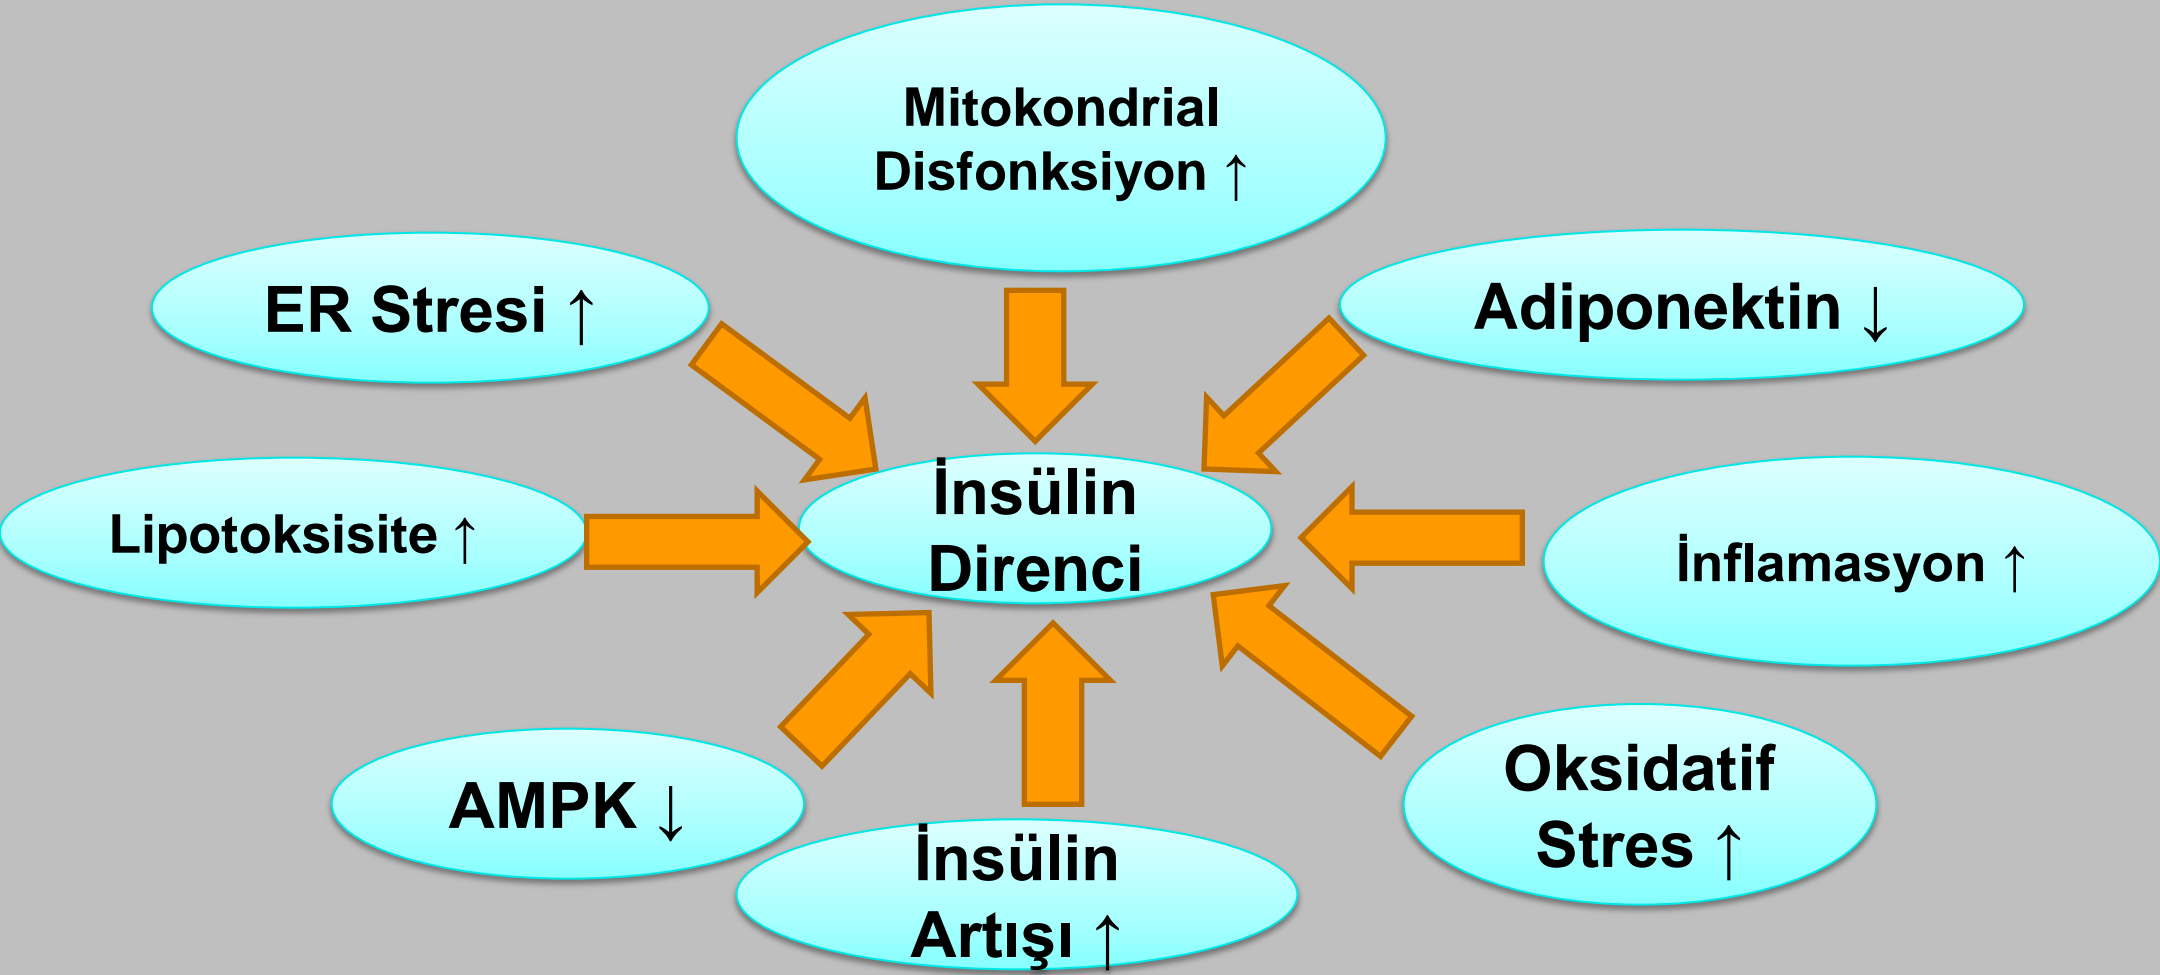 Mitokondrial
Disfonksiyon ↑
ER Stresi ↑
Adiponektin ↓
İnsülin
Direnci
Lipotoksisite ↑
İnflamasyon ↑
AMPK ↓
Oksidatif
Stres ↑
İnsülin
Artışı ↑